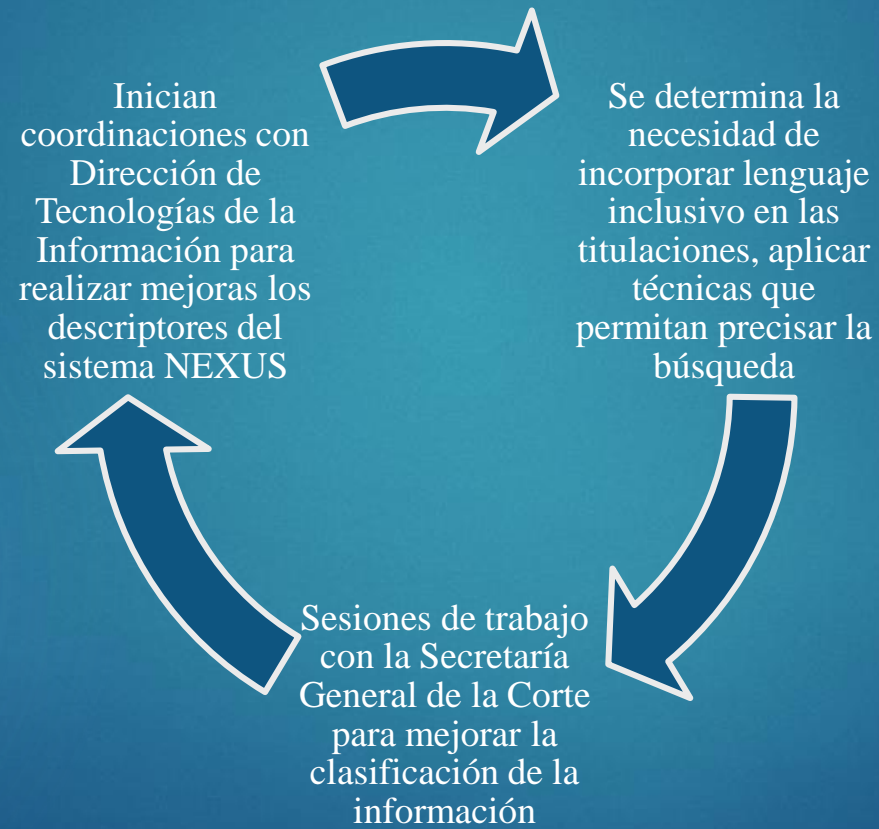 Inician
coordinaciones con
Dirección de
Tecnologías de la
Información para
realizar mejoras los
descriptores del
sistema NEXUS
Se determina la
necesidad de
incorporar lenguaje
inclusivo en las
titulaciones, aplicar
técnicas que
permitan precisar la
búsqueda
Sesiones de trabajo
con la Secretaría
General de la Corte
para mejorar la
clasificación de la
información